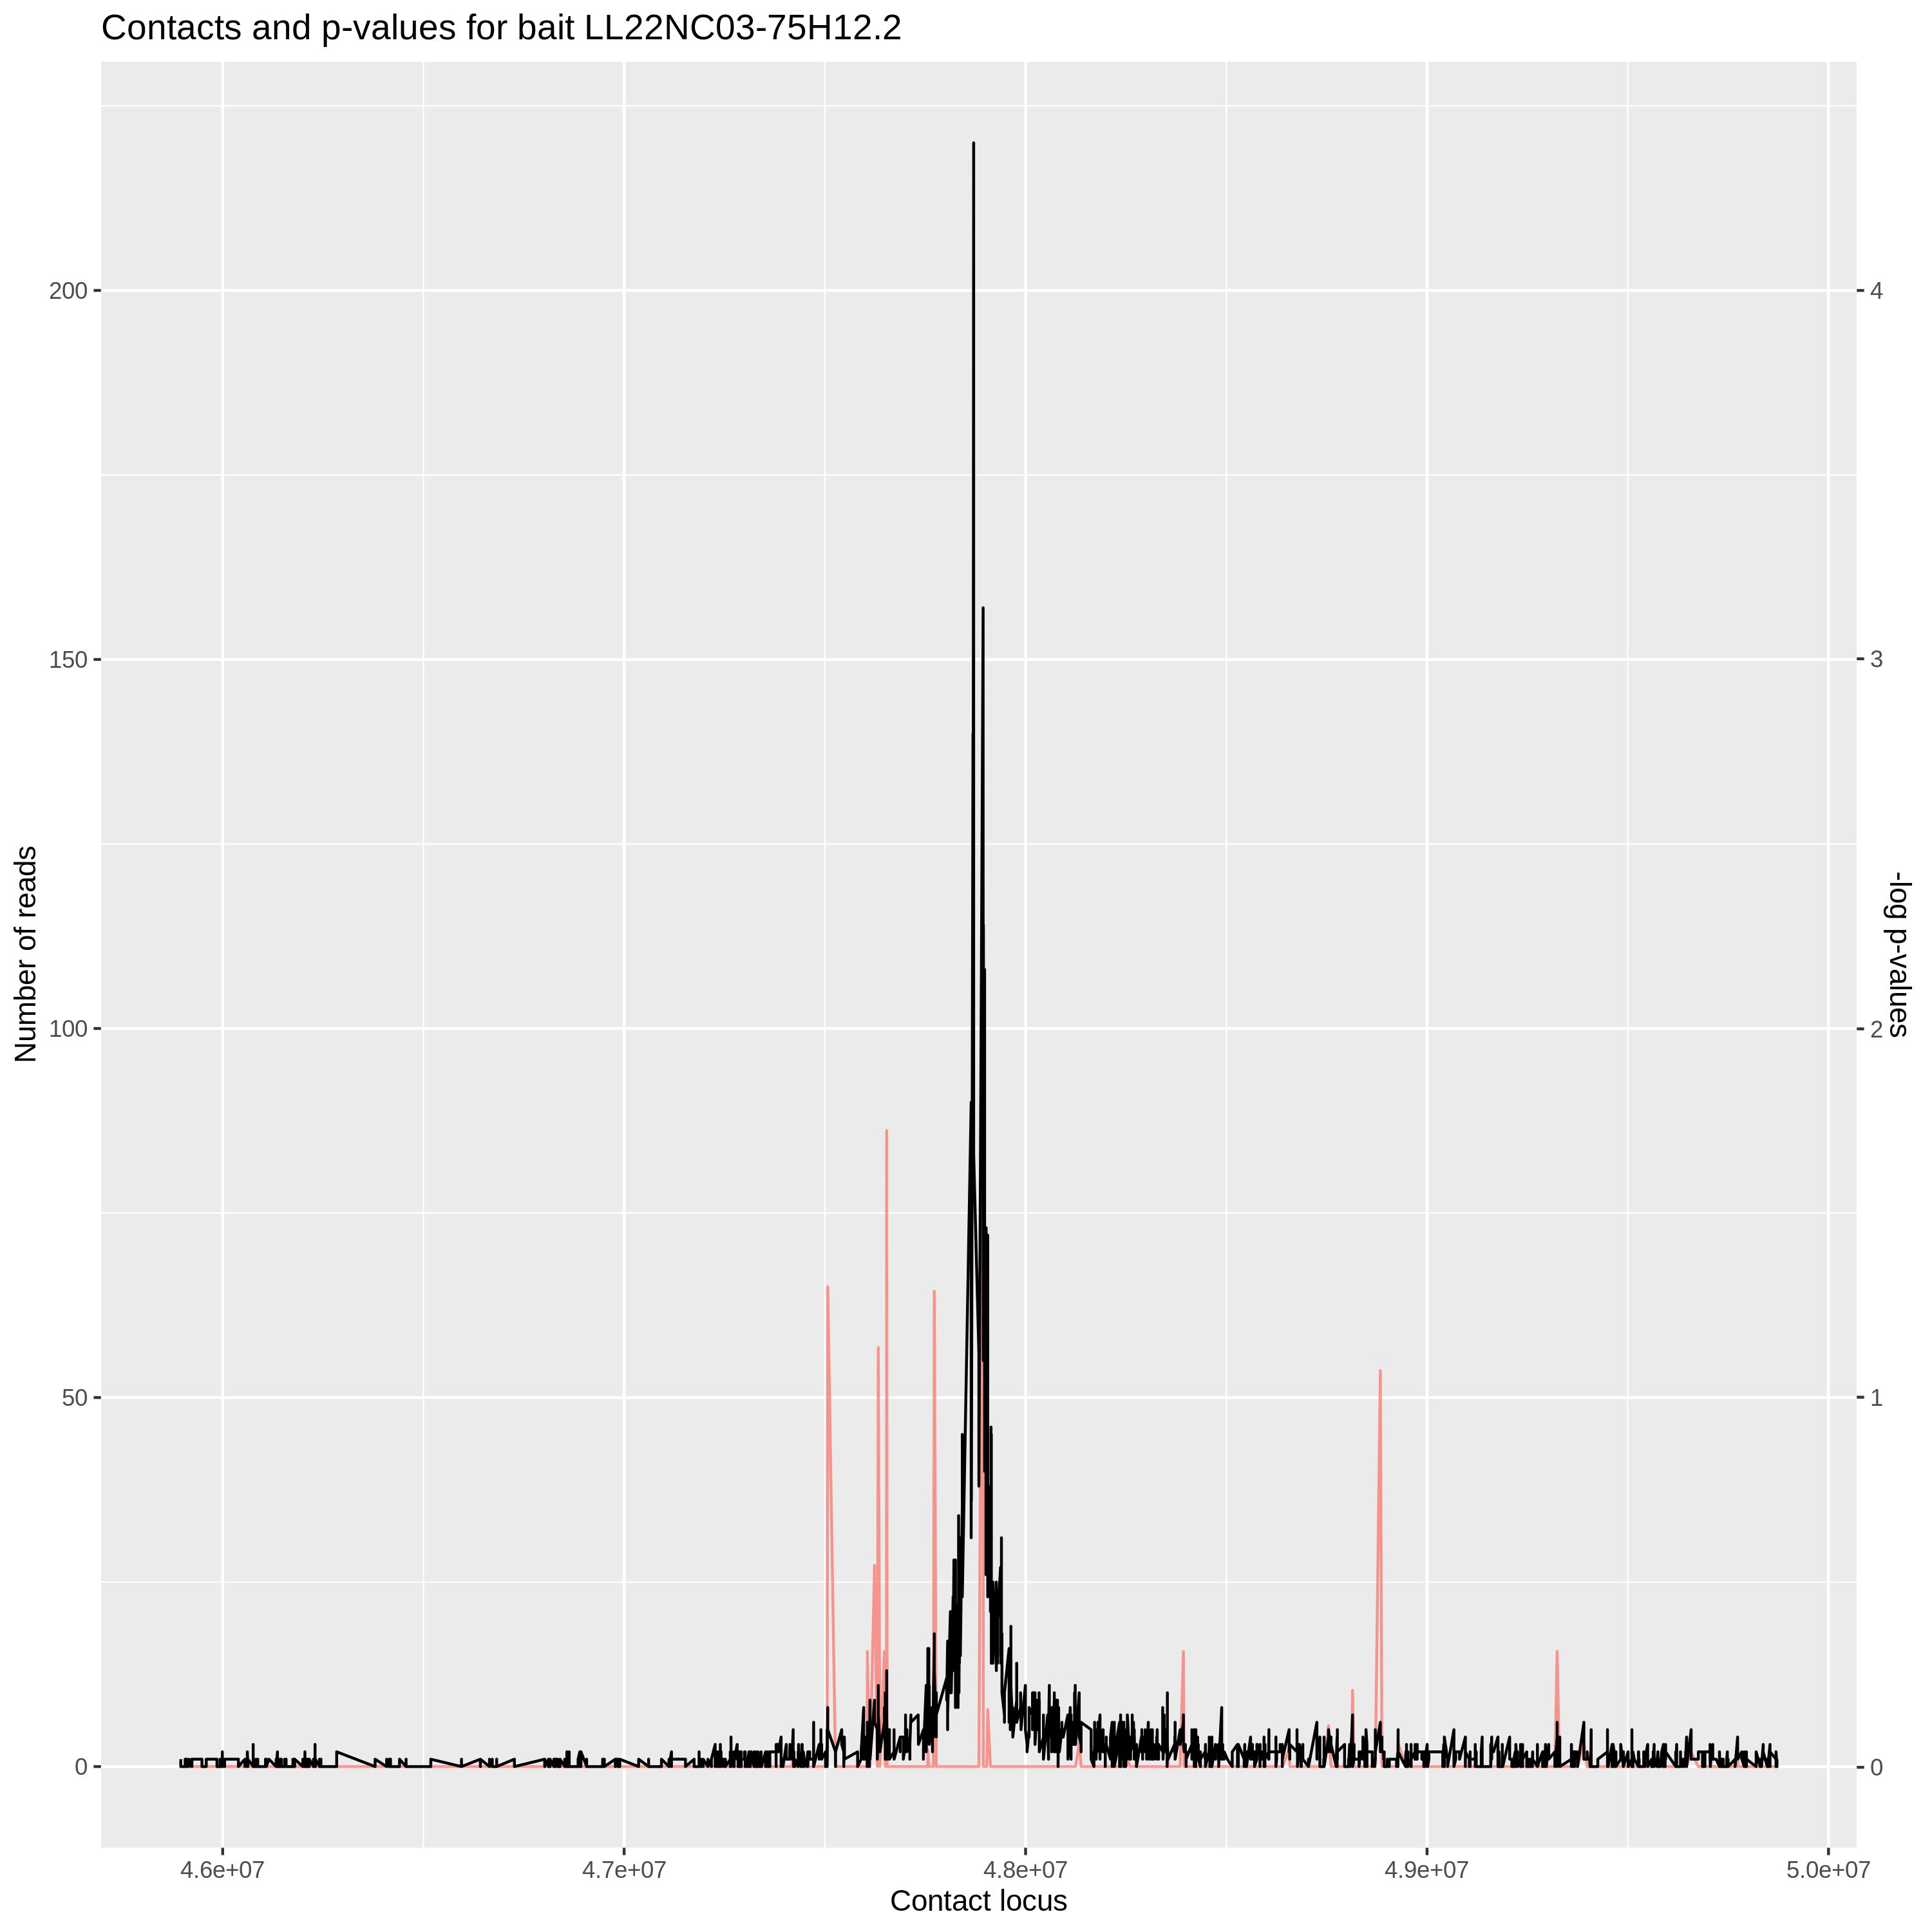 Contacts and p-values for bait LL22NC03-75H12.2
200
150
100
50
0
Number of reads
4
3
2
1
0
-log p-values
4.6e+07
4.7e+07
4.8e+07
4.9e+07
5.0e+07
Contact locus